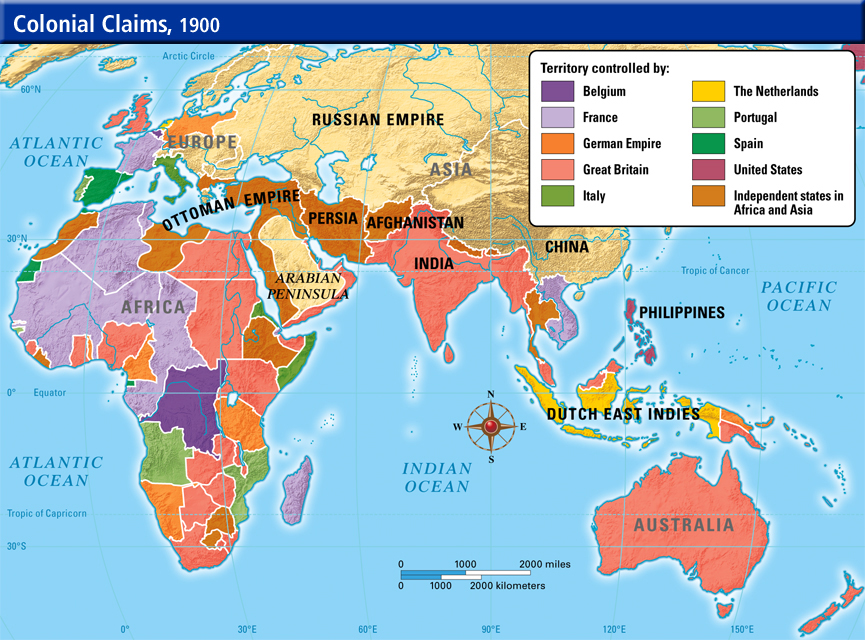 Colonial Claims, 1900
Arctic Circle
60°N
ATLANTIC
OCEAN
EUROPE
RUSSIAN EMPIRE
ASIA
Territory controlled by:
Belgium
France
German Empire
Great Britain
Italy
The Netherlands
Portugal
Spain
United States
Independent states in
Africa and Asia
OTTOMAN EMPIRE
PERSIA
AFGHANISTAN
30°N
CHINA
INDIA
ARABIAN
PENINSULA
Tropic of Cancer
PACIFIC
OCEAN
AFRICA
PHILIPPINES
0°
Equator
N
W
E
S
DUTCH EAST INDIES
ATLANTIC
OCEAN
INDIAN
OCEAN
Tropic of Capricorn
AUSTRALIA
30°S
0 1000 2000 miles
0 1000 2000 kilometers
0° 30°E 60°E 90°E 120°E 150°E